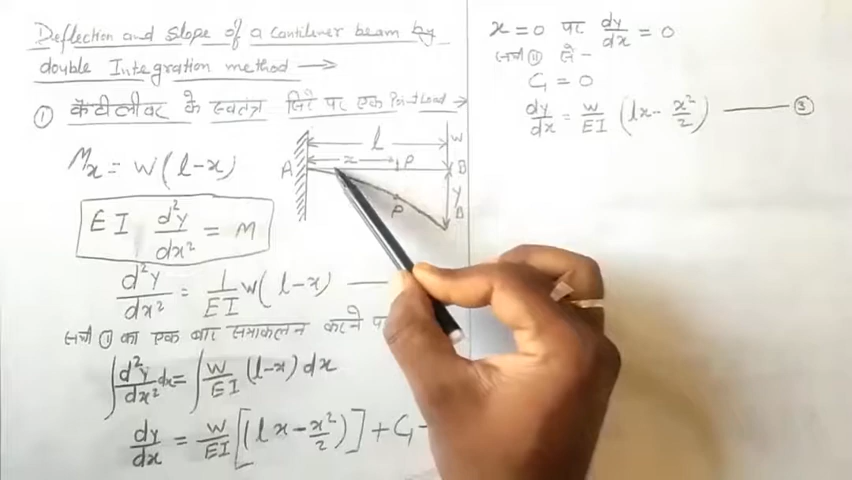 Deflection and slope of a cantilever beam by
double Integration method →
① कैन्टीलीवर के स्वतंत्र सिरे पर एक Point Load →
Mx = W(l-x)
l
W
x
P
A
B
y
P
B
EI d²y/dx² = M
d²y/dx² = 1/EI W(l-x)
समी ⑪ का एक बार समाकलन करने
∫ d²y/dx² dx = ∫ W/EI (l-x) dx
dy/dx = W/EI [(lx - x²/2)] + C₁
x = 0 पर dy/dx = 0
समी ⑪ से -
C₁ = 0
dy/dx = W/EI (lx - x²/2) ③